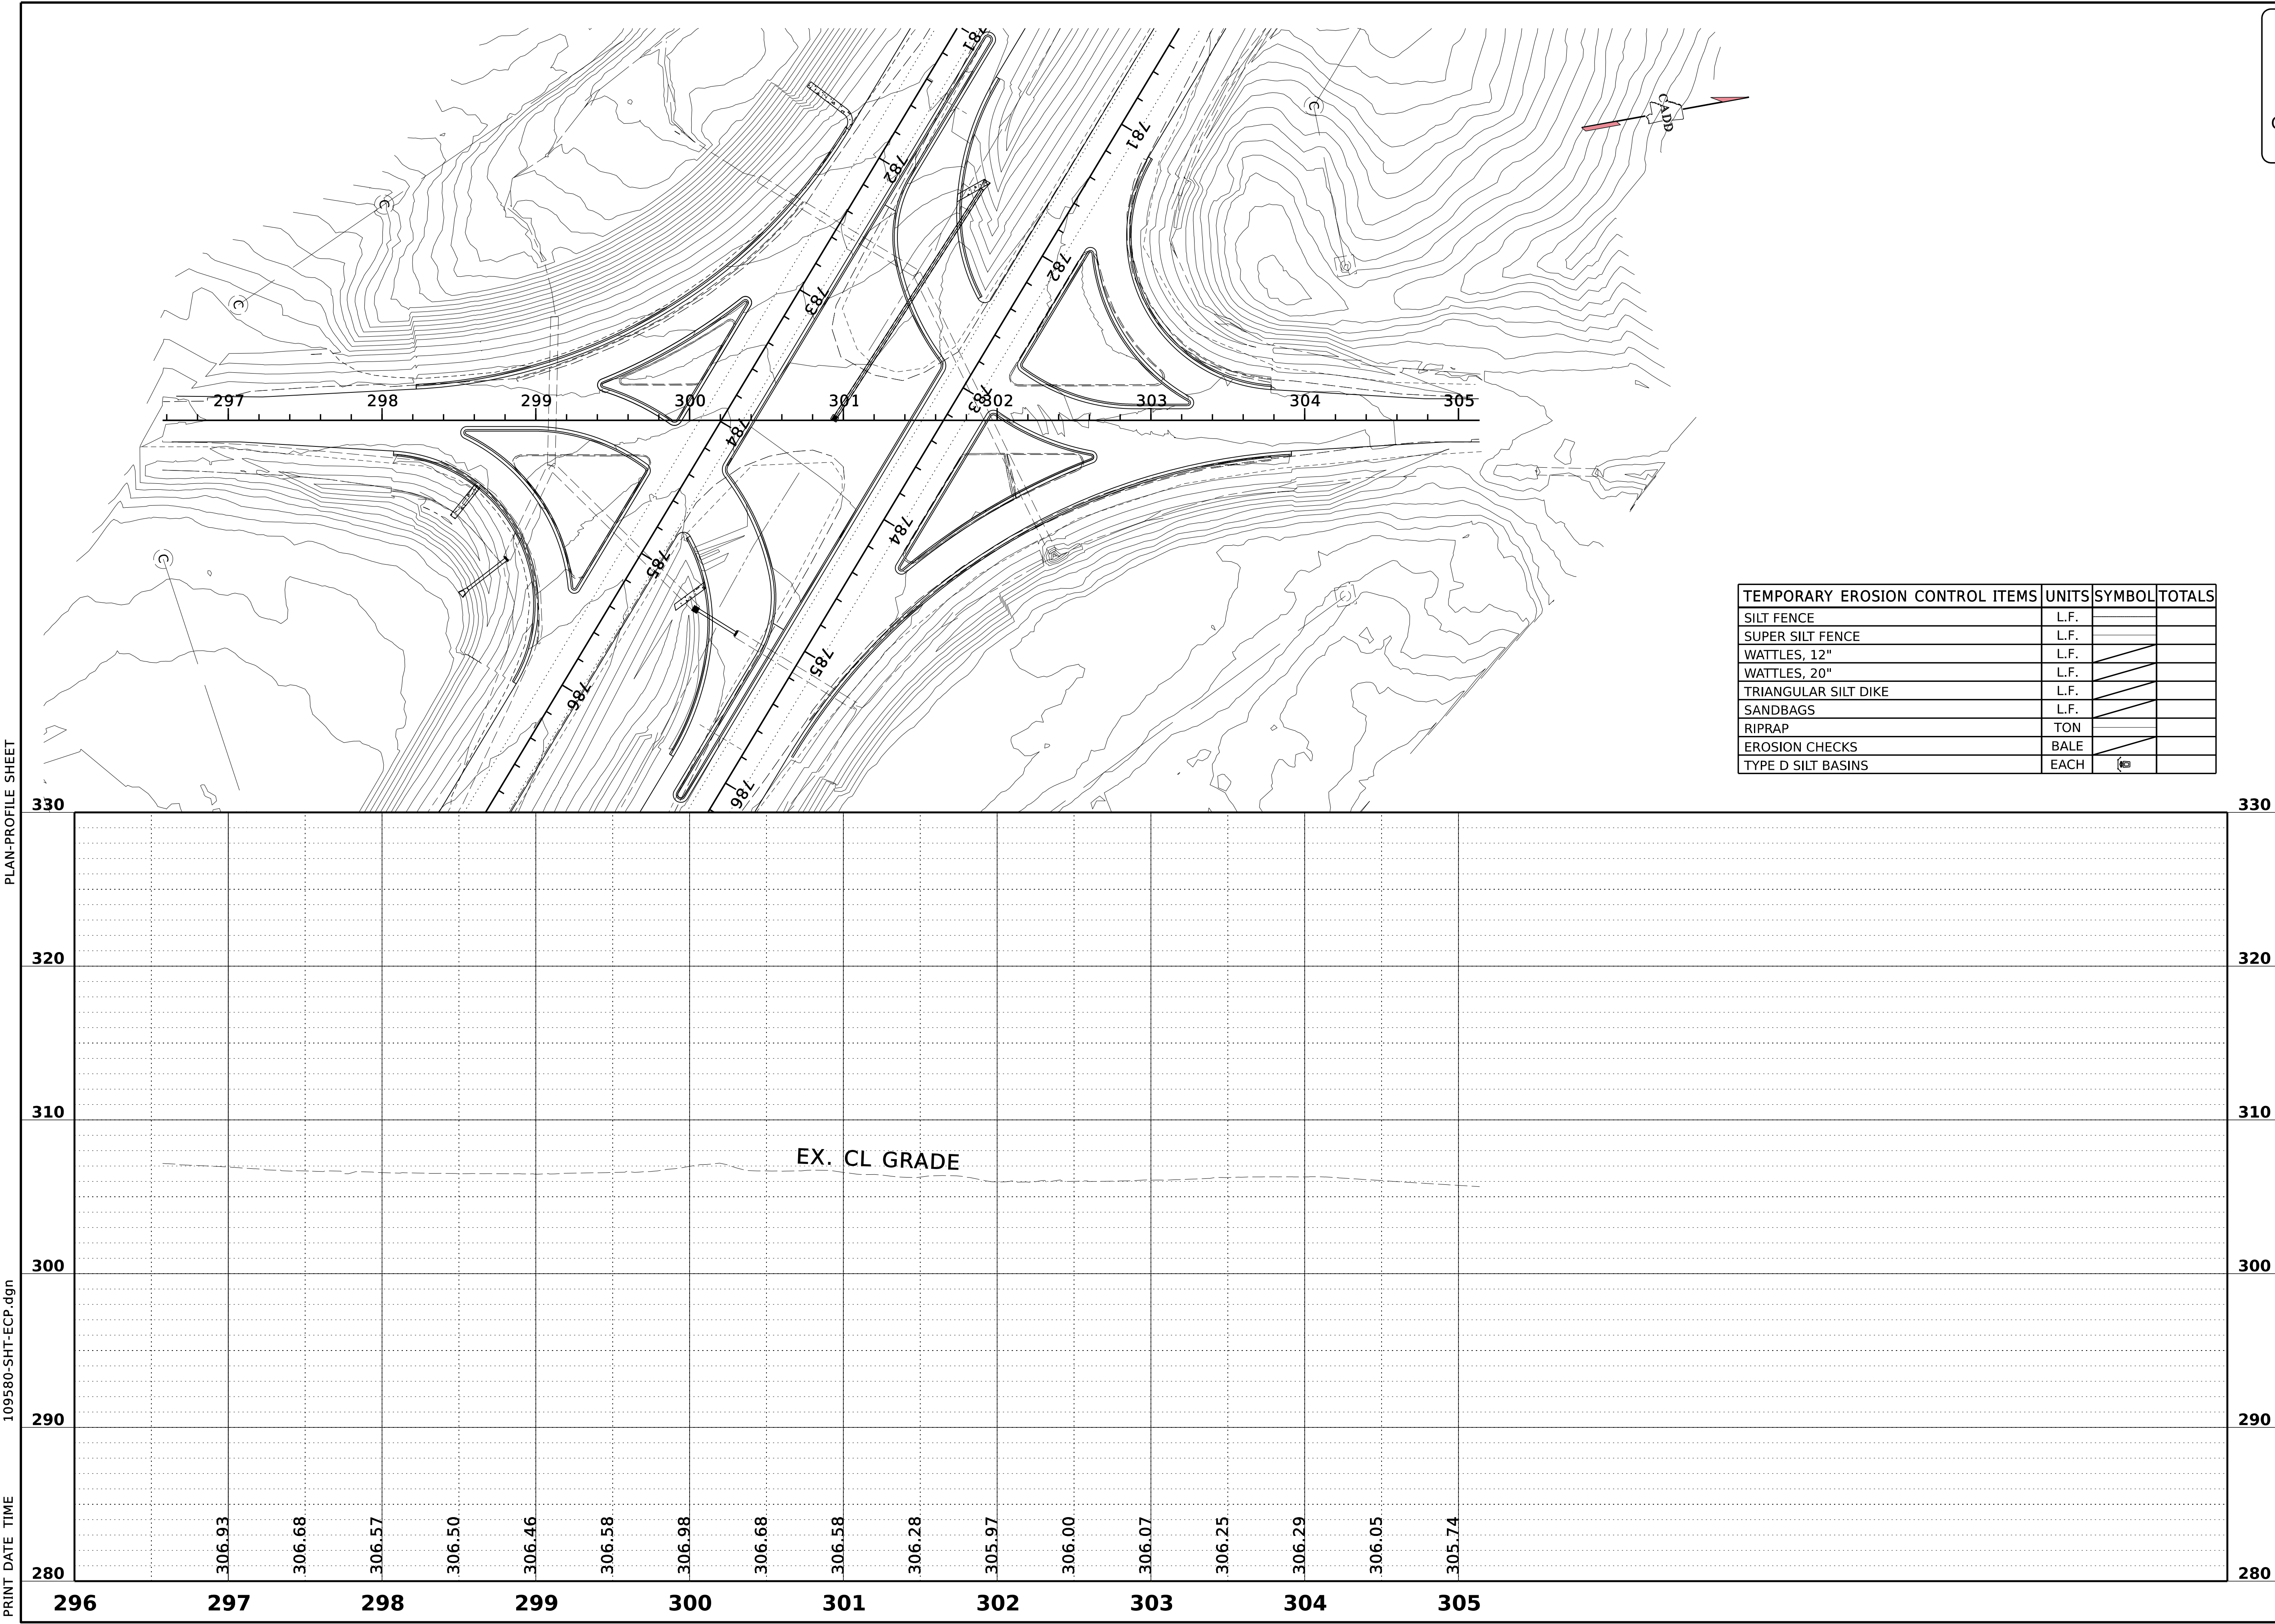 781
781
CADD
782
782
783
297
298
299
300
301
783
302
303
304
305
784
784
785
785
786
786
C
C
C
C
C
TEMPORARY EROSION CONTROL ITEMS UNITS SYMBOL TOTALS
SILT FENCE L.F.
SUPER SILT FENCE L.F.
WATTLES, 12" L.F.
WATTLES, 20" L.F.
TRIANGULAR SILT DIKE L.F.
SANDBAGS L.F.
RIPRAP TON
EROSION CHECKS BALE
TYPE D SILT BASINS EACH
PLAN-PROFILE SHEET
109580-SHT-ECP.dgn
PRINT DATE TIME
330 330
320 320
310 310
EX. CL GRADE
300 300
290 290
306.93 306.68 306.57 306.50 306.46 306.58 306.98 306.68 306.58 306.28 305.97 306.00 306.07 306.25 306.29 306.05 305.74
280 280
296 297 298 299 300 301 302 303 304 305